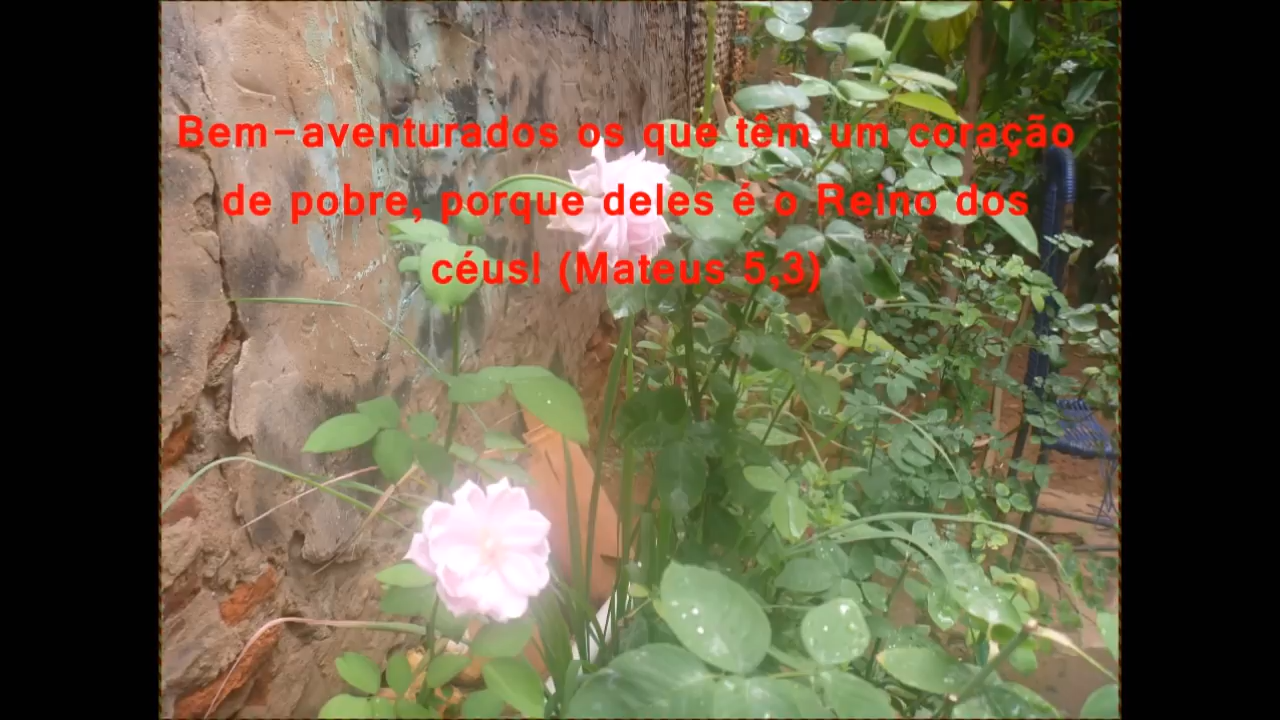 Bem-aventurados os que têm um coração
de pobre, porque deles é o Reino dos
céus! (Mateus 5,3)